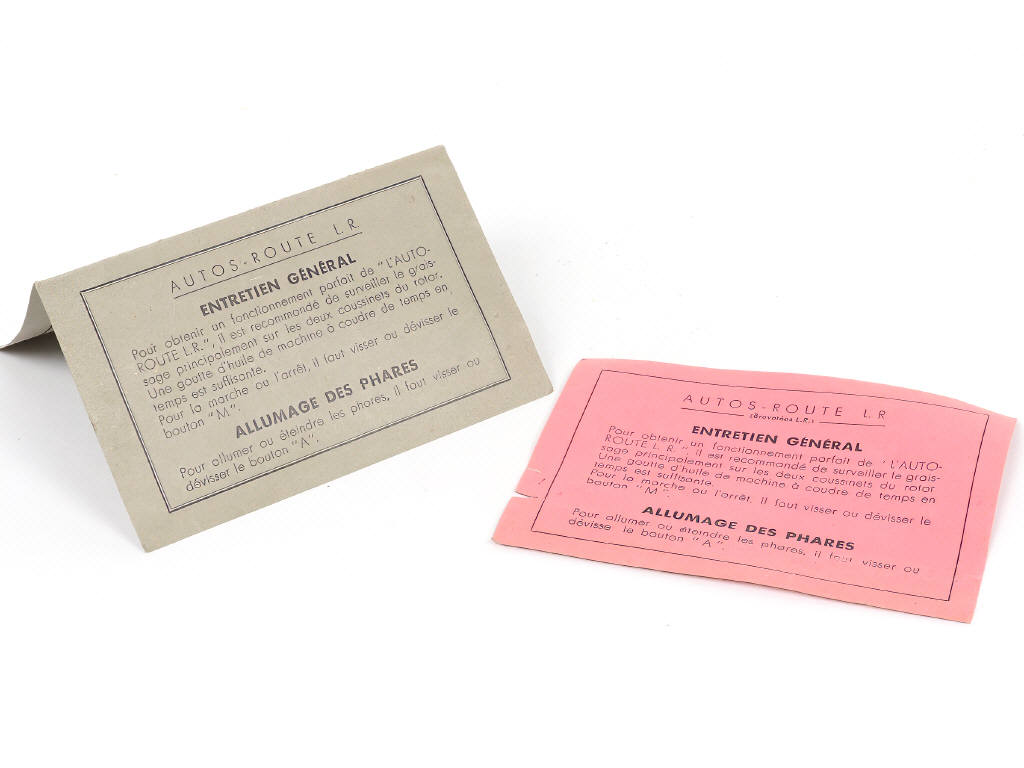 AUTOS-ROUTE L.R.
ENTRETIEN GÉNÉRAL
Pour obtenir un fonctionnement parfait de "L'AUTO-
ROUTE L.R.", il est recommandé de surveiller le grais-
sage principalement sur les deux coussinets du rotor.
Une goutte d'huile de machine à coudre de temps en
temps est suffisante.
Pour la marche ou l'arrêt, il faut visser ou dévisser le
bouton "M".
ALLUMAGE DES PHARES
Pour allumer ou éteindre les phares, il faut visser ou
dévisser le bouton "A".
AUTOS-ROUTE L.R
(Brevetées L.R.)
ENTRETIEN GÉNÉRAL
Pour obtenir un fonctionnement parfait de "L'AUTO-
ROUTE L.R.", il est recommandé de surveiller le grais-
sage principalement sur les deux coussinets du rotor
Une goutte d'huile de machine à coudre de temps en
temps est suffisante.
Pour la marche ou l'arrêt, il faut visser ou dévisser le
bouton "M".
ALLUMAGE DES PHARES
Pour allumer ou éteindre les phares, il faut visser ou
dévisse le bouton "A".